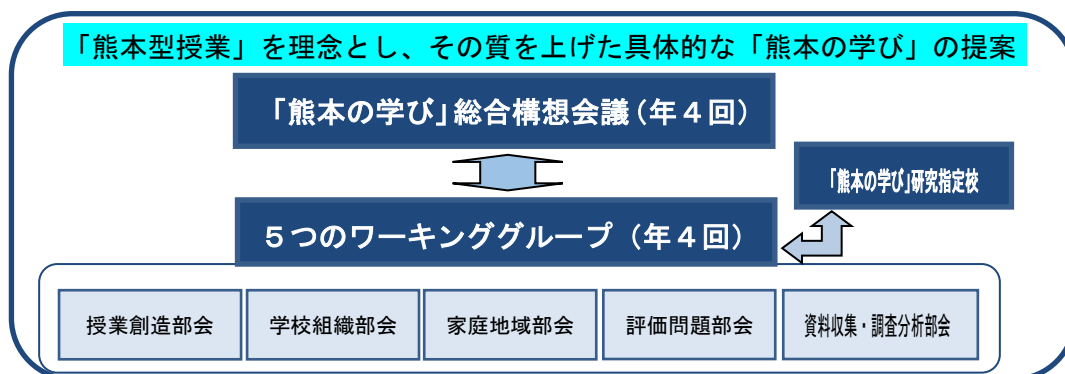 「熊本型授業」を理念とし、その質を上げた具体的な「熊本の学び」の提案
「熊本の学び」総合構想会議(年４回)
「熊本の学び」研究指定校
５つのワーキンググループ（年４回）
授業創造部会
学校組織部会
家庭地域部会
評価問題部会
資料収集・調査分析部会